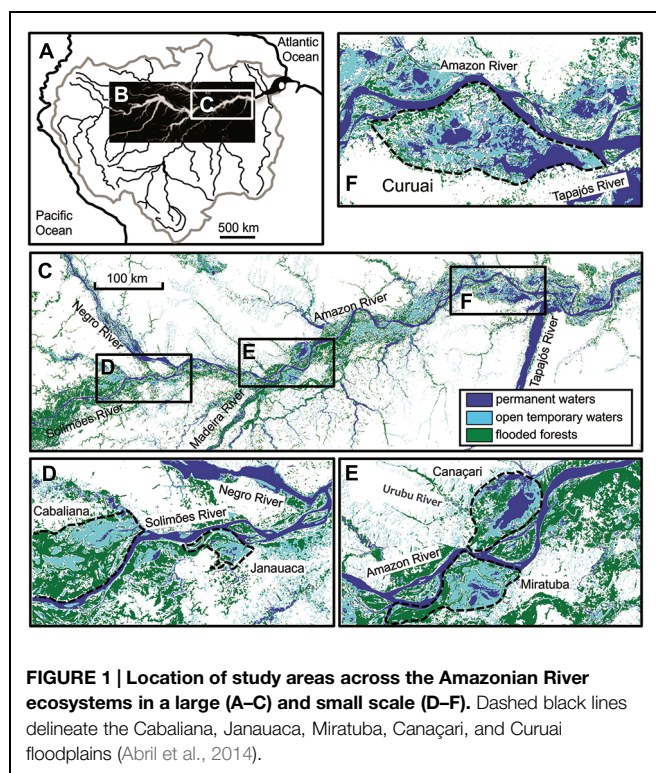 A
Atlantic
Ocean
B
C
Pacific
Ocean
500 km
Amazon River
F
Curuai
Tapajós River
C
100 km
Negro River
Amazon River
F
E
D
Solimões River
Madeira River
Tapajós River
permanent waters
open temporary waters
flooded forests
D
Negro River
Cabaliana
Solimões River
Janauaca
E
Canaçari
Urubu River
Amazon River
Miratuba
FIGURE 1 | Location of study areas across the Amazonian River
ecosystems in a large (A–C) and small scale (D–F). Dashed black lines
delineate the Cabaliana, Janauaca, Miratuba, Canaçari, and Curuai
floodplains (Abril et al., 2014).